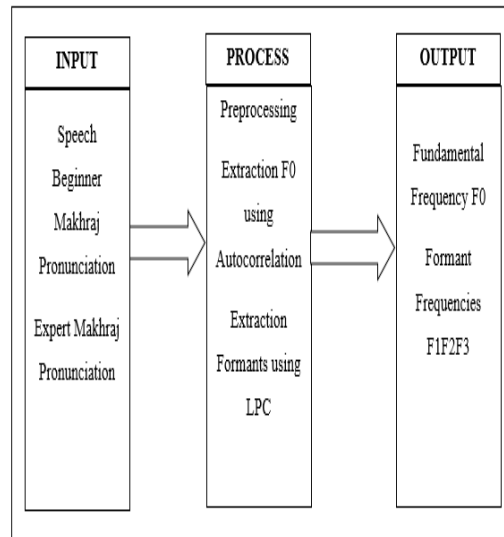 INPUT
Speech
Beginner
Makhraj
Pronunciation
Expert Makhraj
Pronunciation
PROCESS
Preprocessing
Extraction F0
using
Autocorrelation
Extraction
Formants using
LPC
OUTPUT
Fundamental
Frequency F0
Formant
Frequencies
F1F2F3